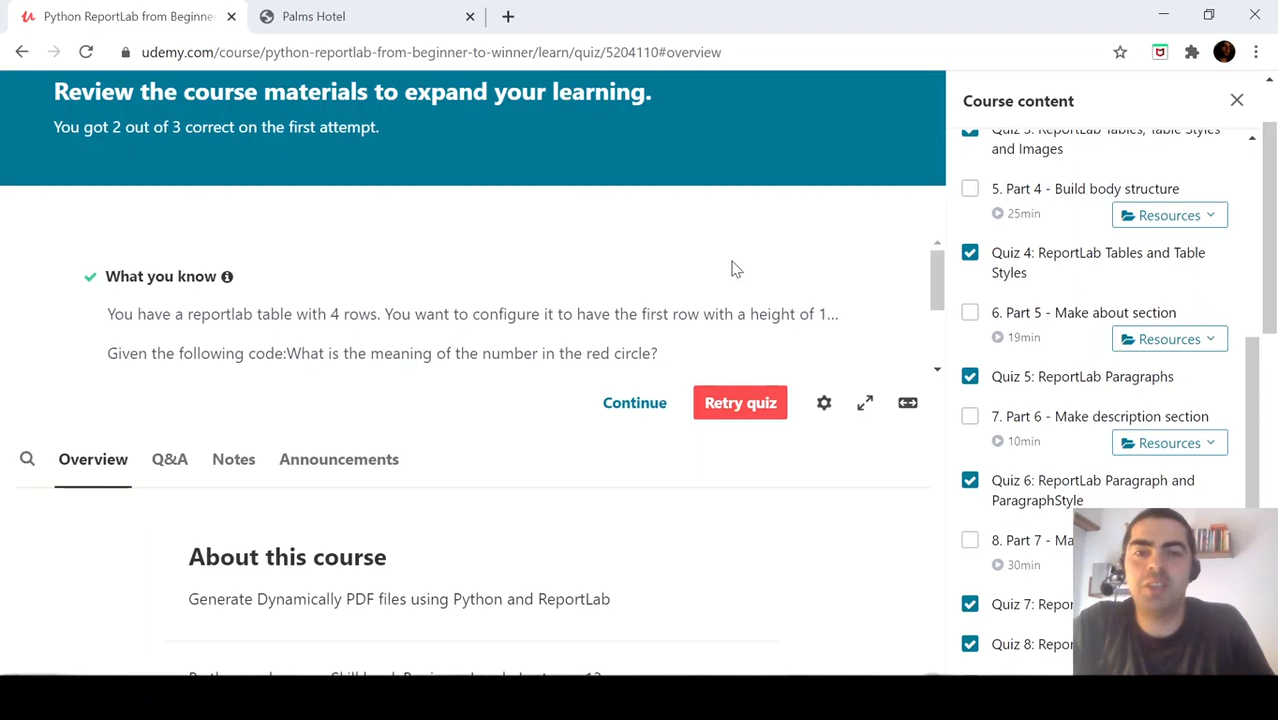 Python ReportLab from Beginne
Palms Hotel
udemy.com/course/python-reportlab-from-beginner-to-winner/learn/quiz/5204110#overview
Review the course materials to expand your learning.
You got 2 out of 3 correct on the first attempt.
What you know
You have a reportlab table with 4 rows. You want to configure it to have the first row with a height of 1...
Given the following code:What is the meaning of the number in the red circle?
Continue
Retry quiz
Overview
Q&A
Notes
Announcements
About this course
Generate Dynamically PDF files using Python and ReportLab
Course content
Quiz 3: ReportLab Tables, Table Styles
and Images
5. Part 4 - Build body structure
25min
Resources
Quiz 4: ReportLab Tables and Table
Styles
6. Part 5 - Make about section
19min
Resources
Quiz 5: ReportLab Paragraphs
7. Part 6 - Make description section
10min
Resources
Quiz 6: ReportLab Paragraph and
ParagraphStyle
8. Part 7 - Ma
30min
Quiz 7: Repor
Quiz 8: Repor